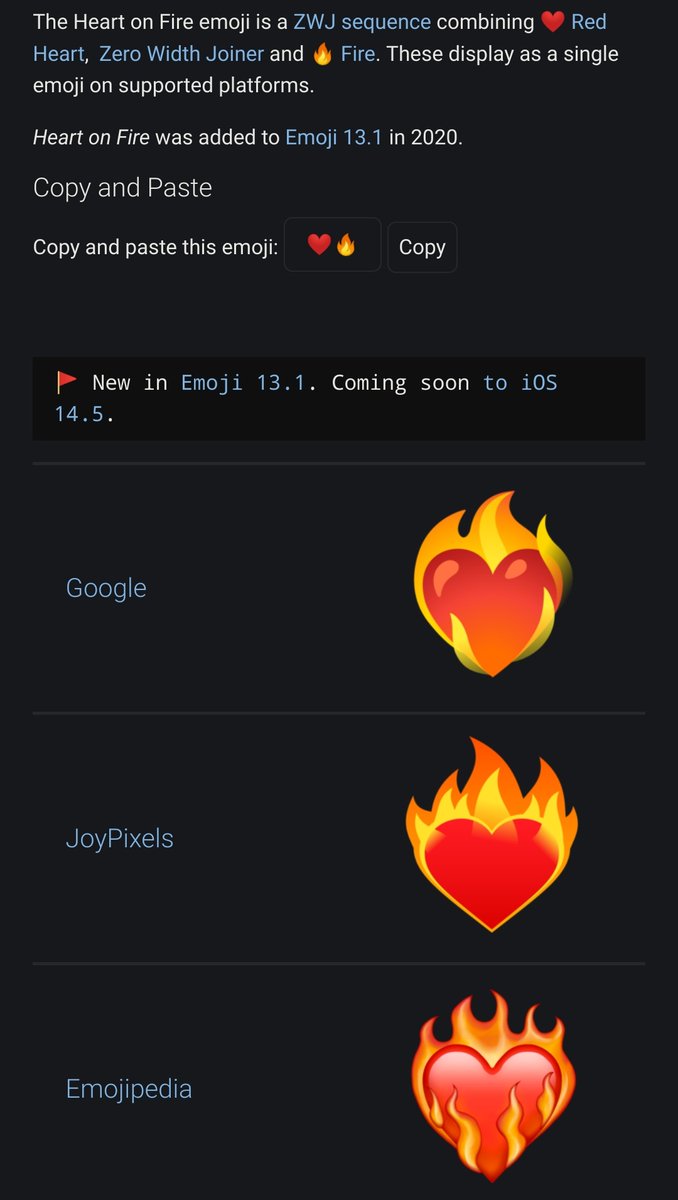 The Heart on Fire emoji is a ZWJ sequence combining ❤️ Red
Heart, Zero Width Joiner and 🔥 Fire. These display as a single
emoji on supported platforms.
Heart on Fire was added to Emoji 13.1 in 2020.
Copy and Paste
Copy and paste this emoji: ❤️🔥 Copy
🚩 New in Emoji 13.1. Coming soon to iOS
14.5.
Google
JoyPixels
Emojipedia